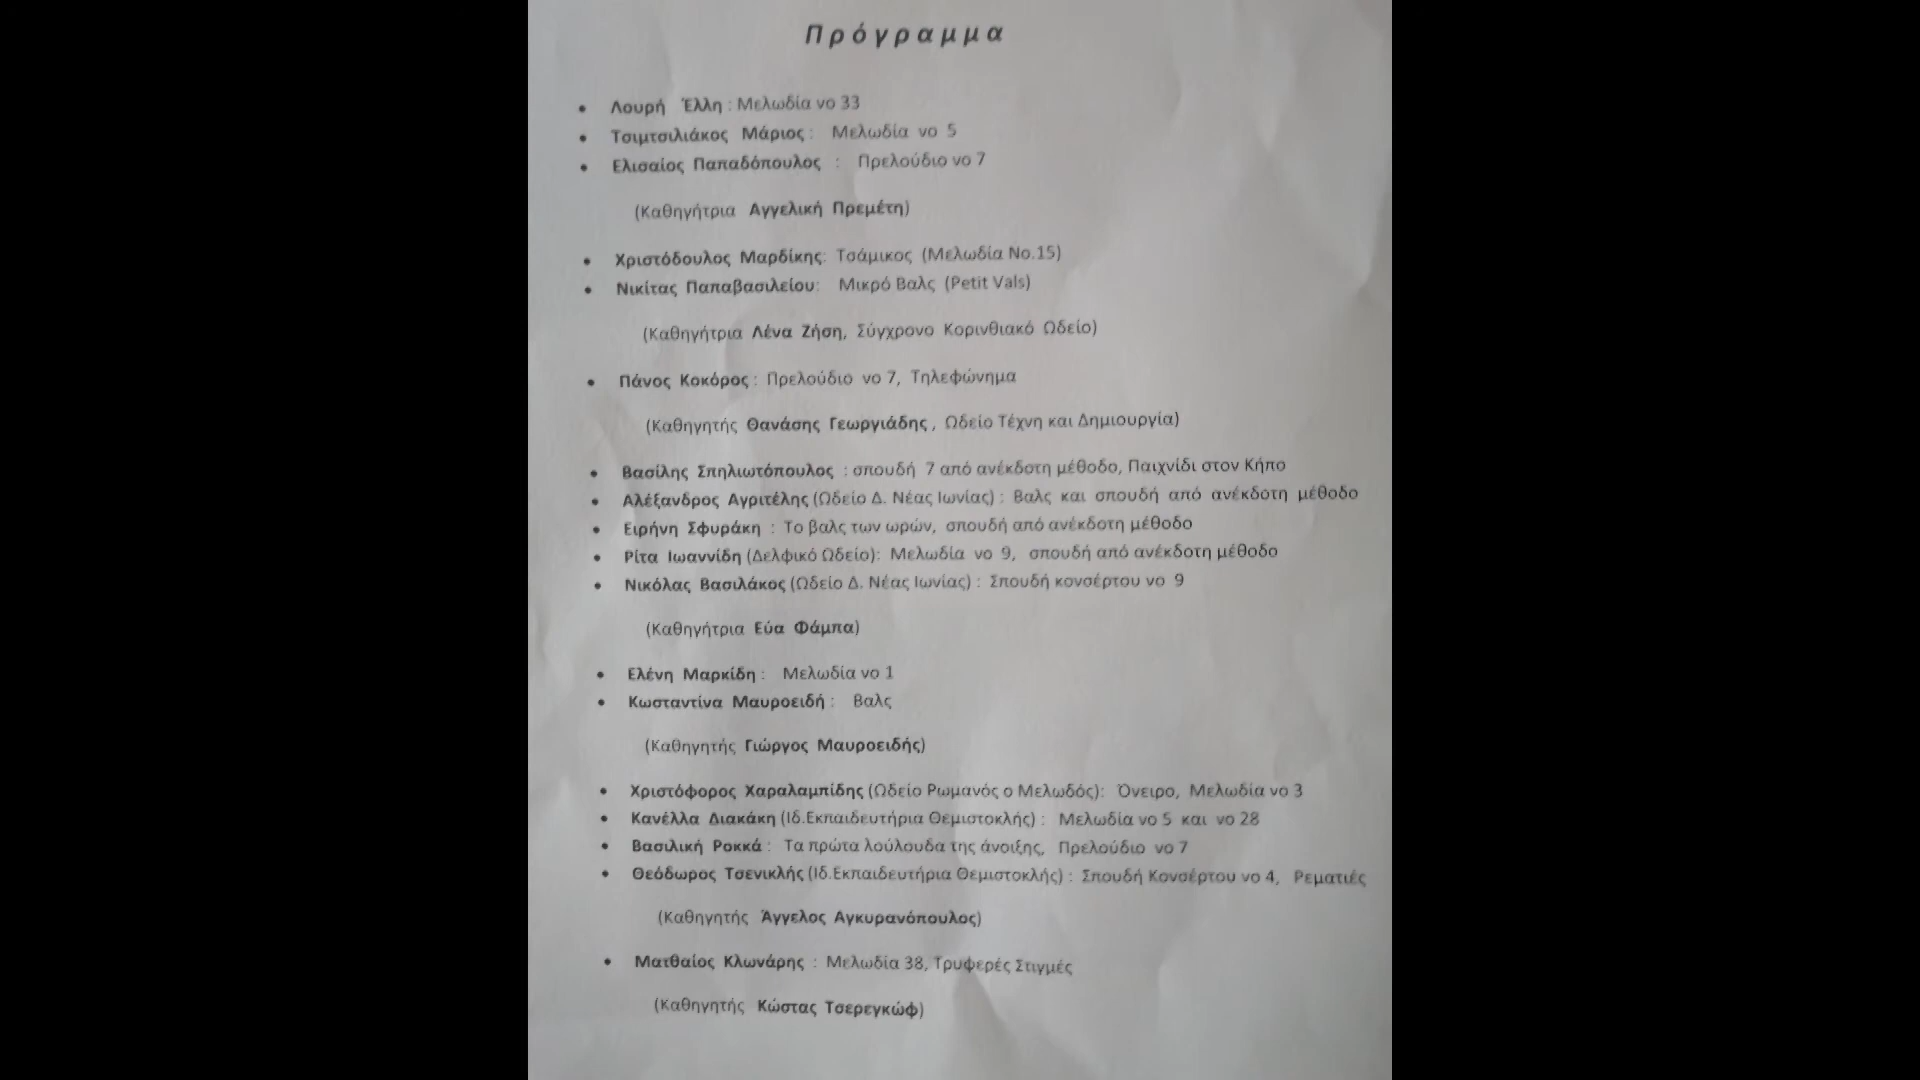 Πρόγραμμα
• Λουρή Έλλη : Μελωδία νο 33
• Τσιμτσιλιάκος Μάριος : Μελωδία νο 5
• Ελισαίος Παπαδόπουλος : Πρελούδιο νο 7
(Καθηγήτρια Αγγελική Πρεμέτη)
• Χριστόδουλος Μαρδίκης: Τσάμικος (Μελωδία Νο.15)
• Νικίτας Παπαβασιλείου: Μικρό Βαλς (Petit Vals)
(Καθηγήτρια Λένα Ζήση, Σύγχρονο Κορινθιακό Ωδείο)
• Πάνος Κοκόρος : Πρελούδιο νο 7, Τηλεφώνημα
(Καθηγητής Θανάσης Γεωργιάδης , Ωδείο Τέχνη και Δημιουργία)
• Βασίλης Σπηλιωτόπουλος : σπουδή 7 από ανέκδοτη μέθοδο, Παιχνίδι στον Κήπο
• Αλέξανδρος Αγριτέλης (Ωδείο Δ. Νέας Ιωνίας) : Βαλς και σπουδή από ανέκδοτη μέθοδο
• Ειρήνη Σφυράκη : Το βαλς των ωρών, σπουδή από ανέκδοτη μέθοδο
• Ρίτα Ιωαννίδη (Δελφικό Ωδείο): Μελωδία νο 9, σπουδή από ανέκδοτη μέθοδο
• Νικόλας Βασιλάκος (Ωδείο Δ. Νέας Ιωνίας) : Σπουδή κονσέρτου νο 9
(Καθηγήτρια Εύα Φάμπα)
• Ελένη Μαρκίδη : Μελωδία νο 1
• Κωσταντίνα Μαυροειδή : Βαλς
(Καθηγητής Γιώργος Μαυροειδής)
• Χριστόφορος Χαραλαμπίδης (Ωδείο Ρωμανός ο Μελωδός): Όνειρο, Μελωδία νο 3
• Κανέλλα Διακάκη (Ιδ.Εκπαιδευτήρια Θεμιστοκλής) : Μελωδία νο 5 και νο 28
• Βασιλική Ροκκά : Τα πρώτα λούλουδα της άνοιξης, Πρελούδιο νο 7
• Θεόδωρος Τσενικλής (Ιδ.Εκπαιδευτήρια Θεμιστοκλής) : Σπουδή Κονσέρτου νο 4, Ρεματιές
(Καθηγητής Άγγελος Αγκυρανόπουλος)
• Ματθαίος Κλωνάρης : Μελωδία 38, Τρυφερές Στιγμές
(Καθηγητής Κώστας Τσερεγκώφ)